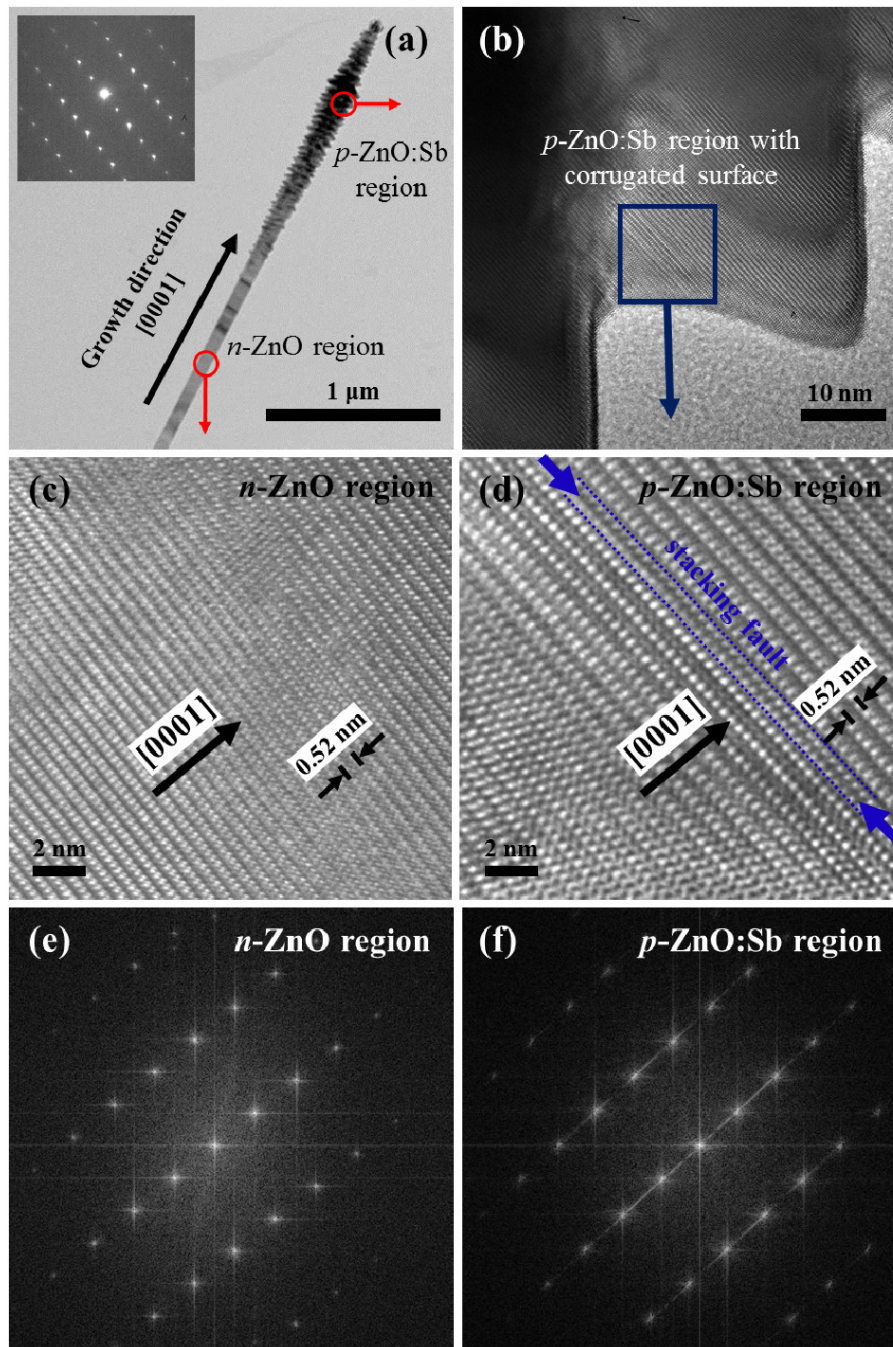 (a)
p-ZnO:Sb
region
Growth direction
[0001]
n-ZnO region
1 μm
(b)
p-ZnO:Sb region with
corrugated surface
10 nm
(c)
n-ZnO region
[0001]
0.52 nm
2 nm
(d)
p-ZnO:Sb region
stacking fault
0.52 nm
[0001]
2 nm
(e)
n-ZnO region
(f)
p-ZnO:Sb region